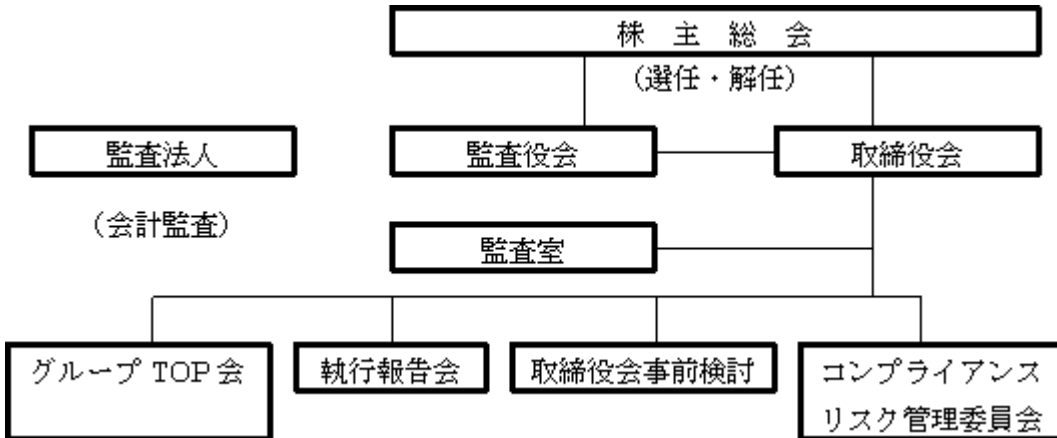 株主総会
(選任・解任)
監査法人
監査役会
取締役会
(会計監査)
監査室
グループ TOP 会
執行報告会
取締役会事前検討
コンプライアンス
リスク管理委員会